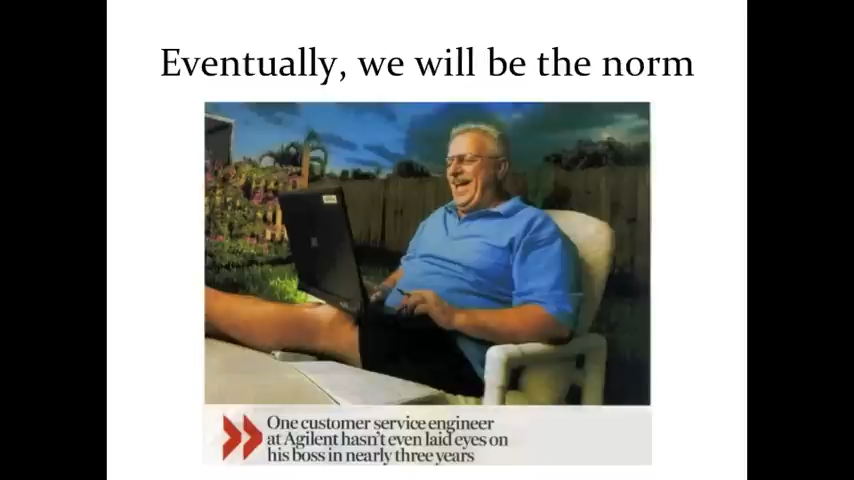 Eventually, we will be the norm
One customer service engineer
at Agilent hasn't even laid eyes on
his boss in nearly three years